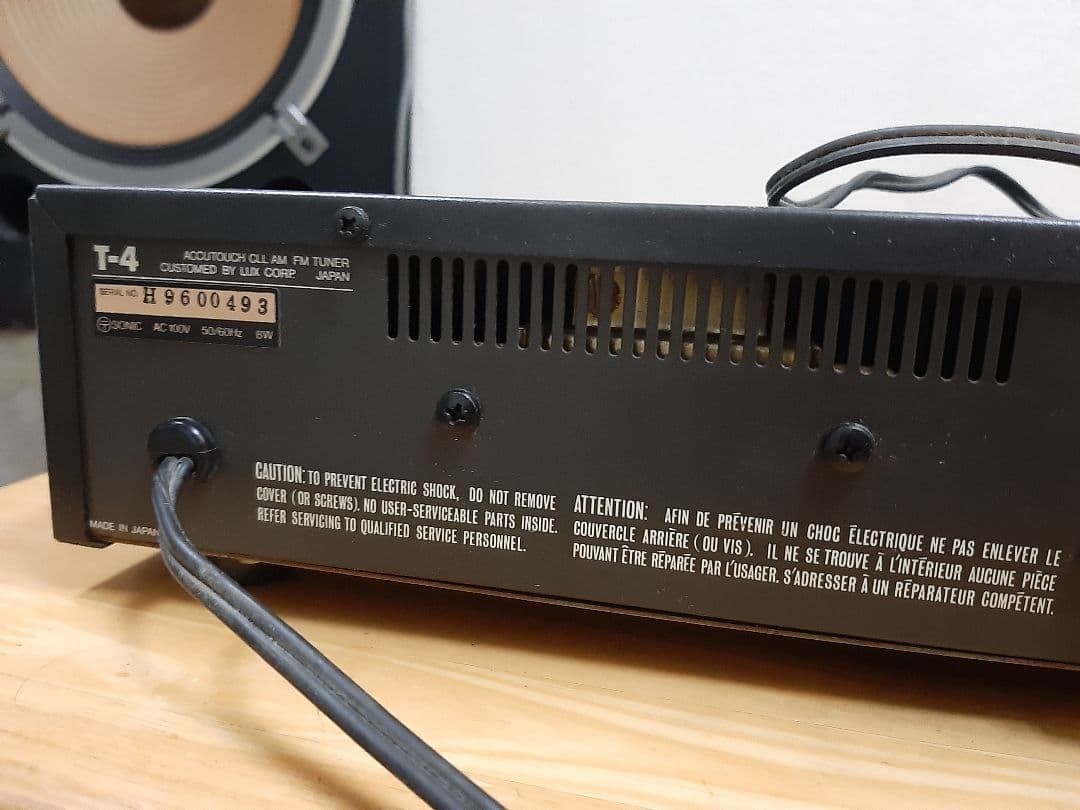 T-4
ACCUTOUCH CLL AM FM TUNER
CUSTOMED BY LUX CORP JAPAN
SERIAL NO. H9600493
SONIC AC 100V 50/60Hz 8W
MADE IN JAPAN
CAUTION: TO PREVENT ELECTRIC SHOCK, DO NOT REMOVE
COVER (OR SCREWS). NO USER-SERVICEABLE PARTS INSIDE.
REFER SERVICING TO QUALIFIED SERVICE PERSONNEL.
ATTENTION: AFIN DE PRÉVENIR UN CHOC ÉLECTRIQUE NE PAS ENLEVER LE
COUVERCLE ARRIÈRE (OU VIS). IL NE SE TROUVE À L'INTÉRIEUR AUCUNE PIÈCE
POUVANT ÊTRE RÉPARÉE PAR L'USAGER. S'ADRESSER À UN RÉPARATEUR COMPÉTENT.